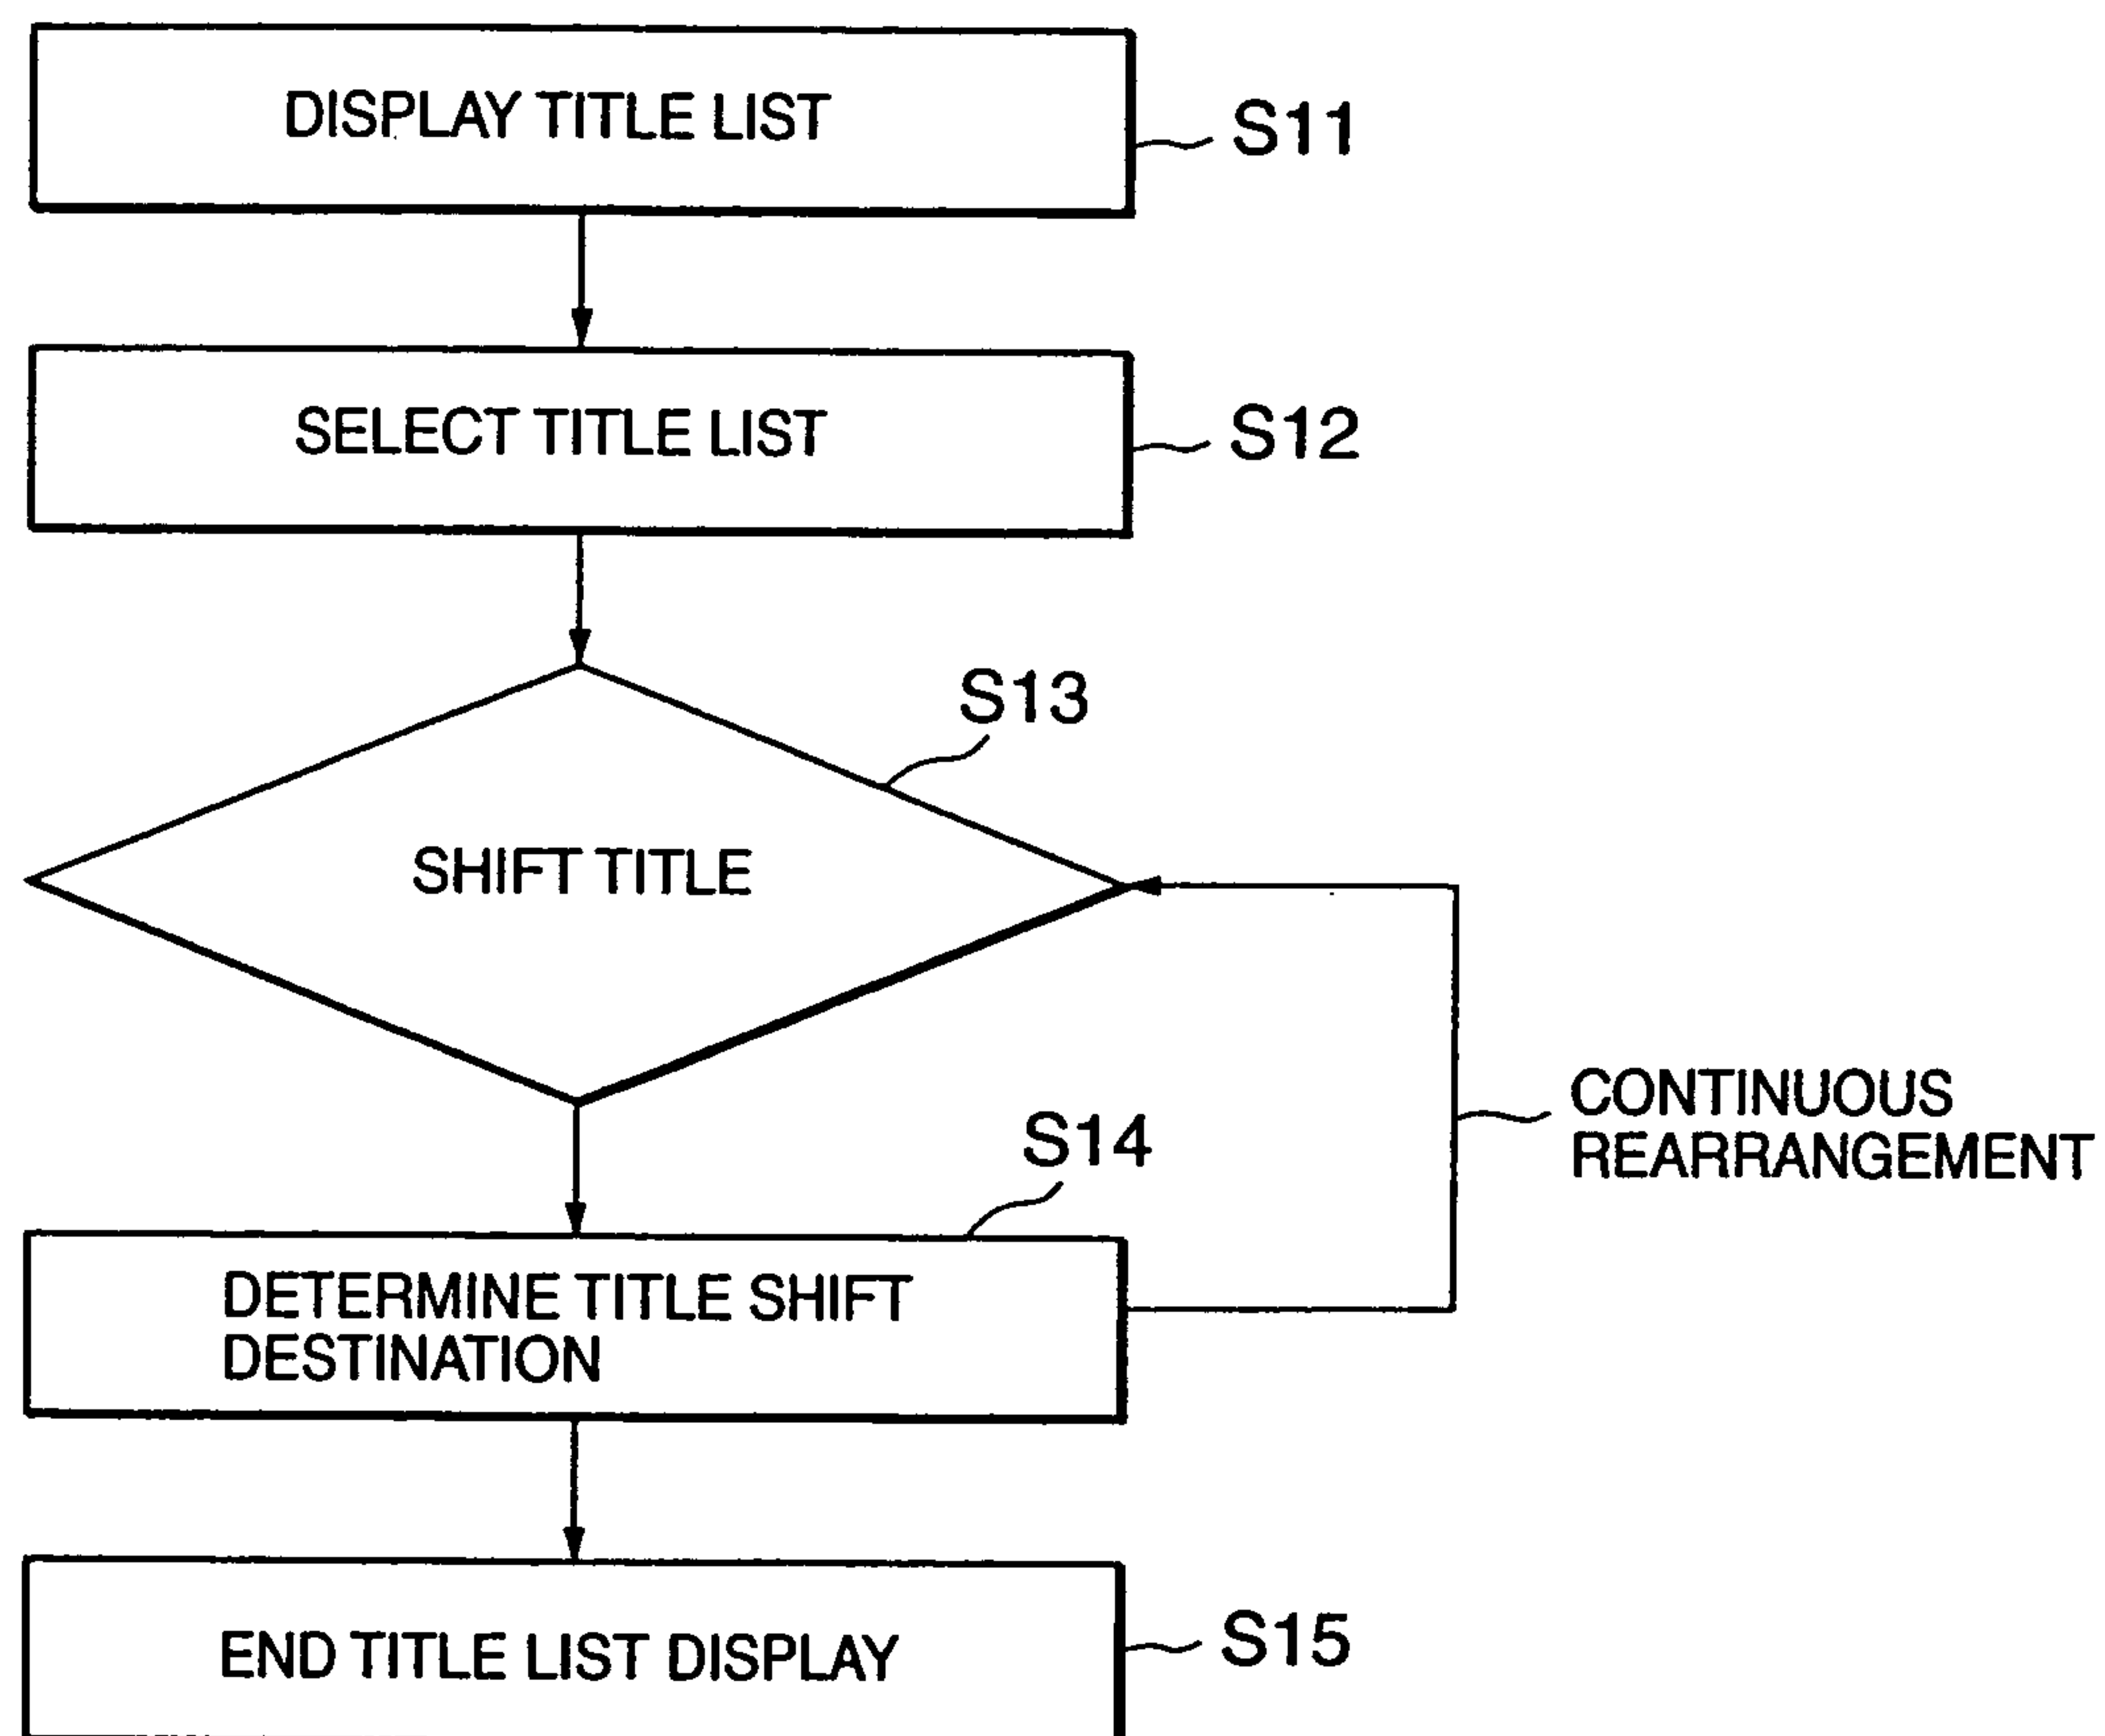 DISPLAY TITLE LIST
S11
SELECT TITLE LIST
S12
S13
SHIFT TITLE
CONTINUOUS
REARRANGEMENT
S14
DETERMINE TITLE SHIFT
DESTINATION
END TITLE LIST DISPLAY
S15